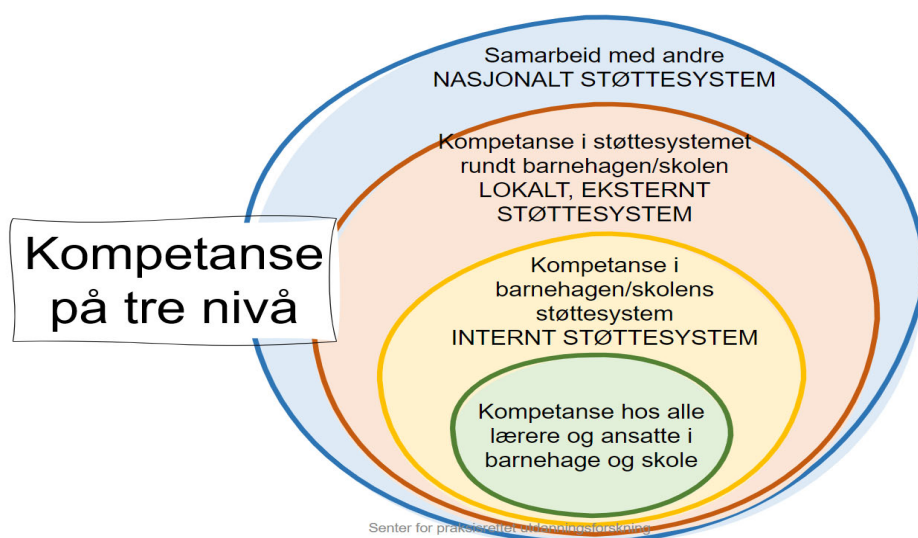 Samarbeid med andre
NASJONALT STØTTESYSTEM
Kompetanse i støttesystemet
rundt barnehagen/skolen
LOKALT, EKSTERNT
STØTTESYSTEM
Kompetanse
på tre nivå
Kompetanse i
barnehagen/skolens
støttesystem
INTERNT STØTTESYSTEM
Kompetanse hos alle
lærere og ansatte i
barnehage og skole
Senter for praksisrettet utdanningsforskning